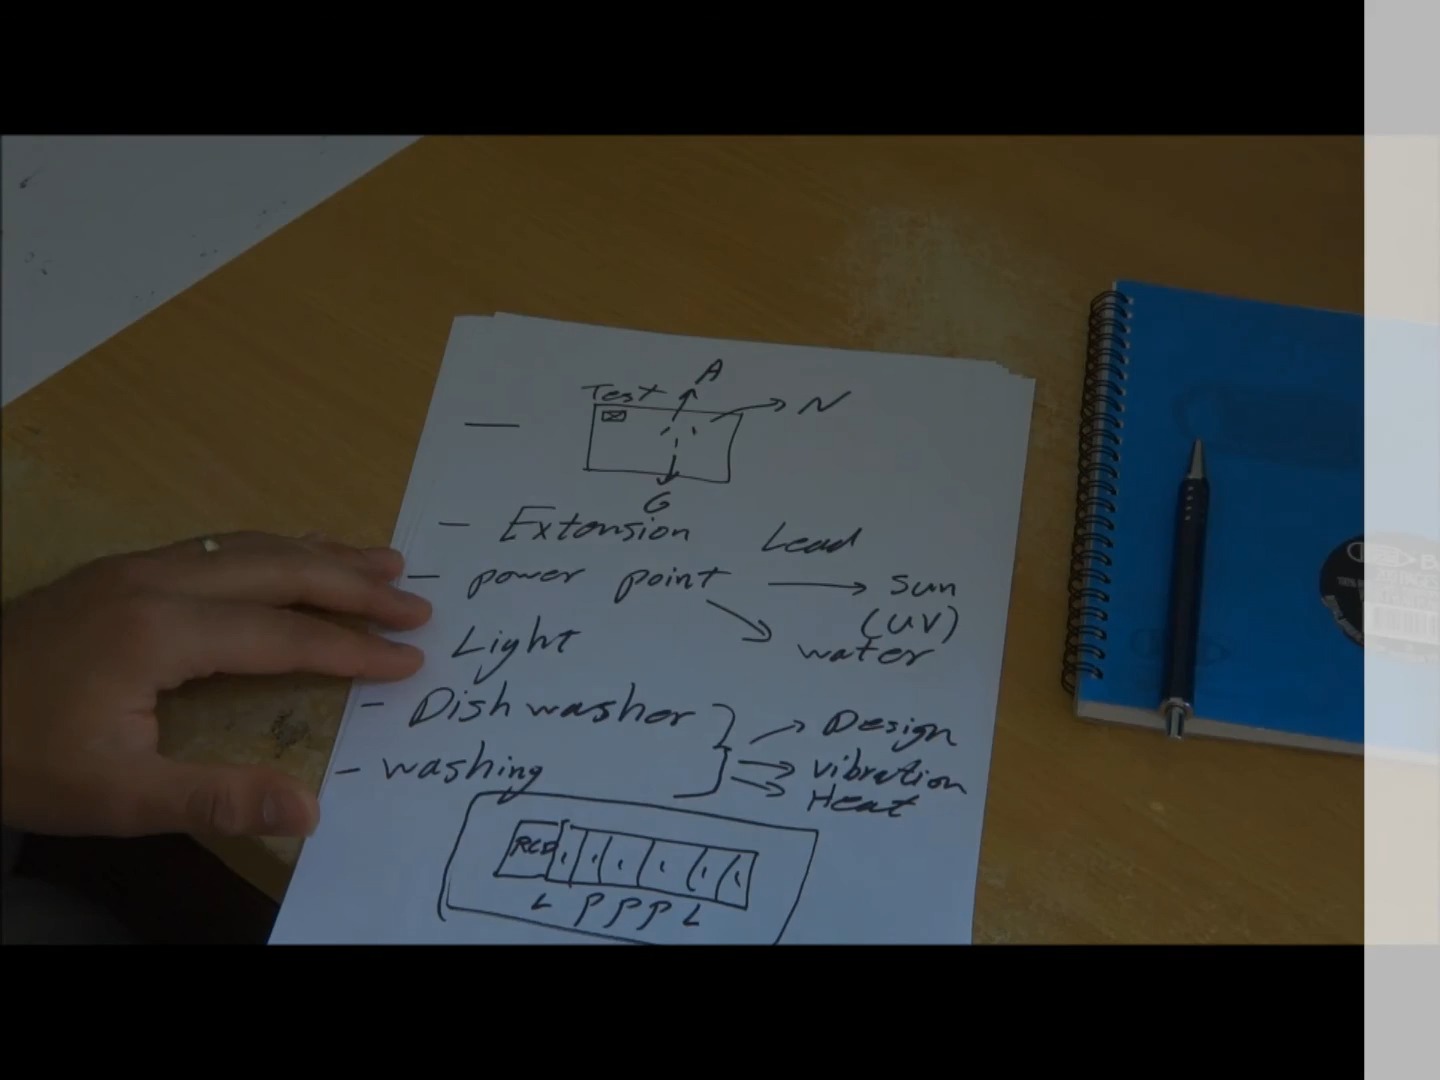 A
Test
N
G
- Extension Lead
- power point → sun
(UV)
water
Light
- Dishwasher → Design
- washing → vibration
→ Heat
RCD
L P P P L